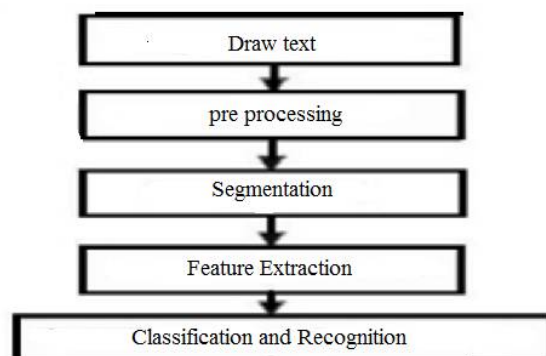 Draw text
pre processing
Segmentation
Feature Extraction
Classification and Recognition